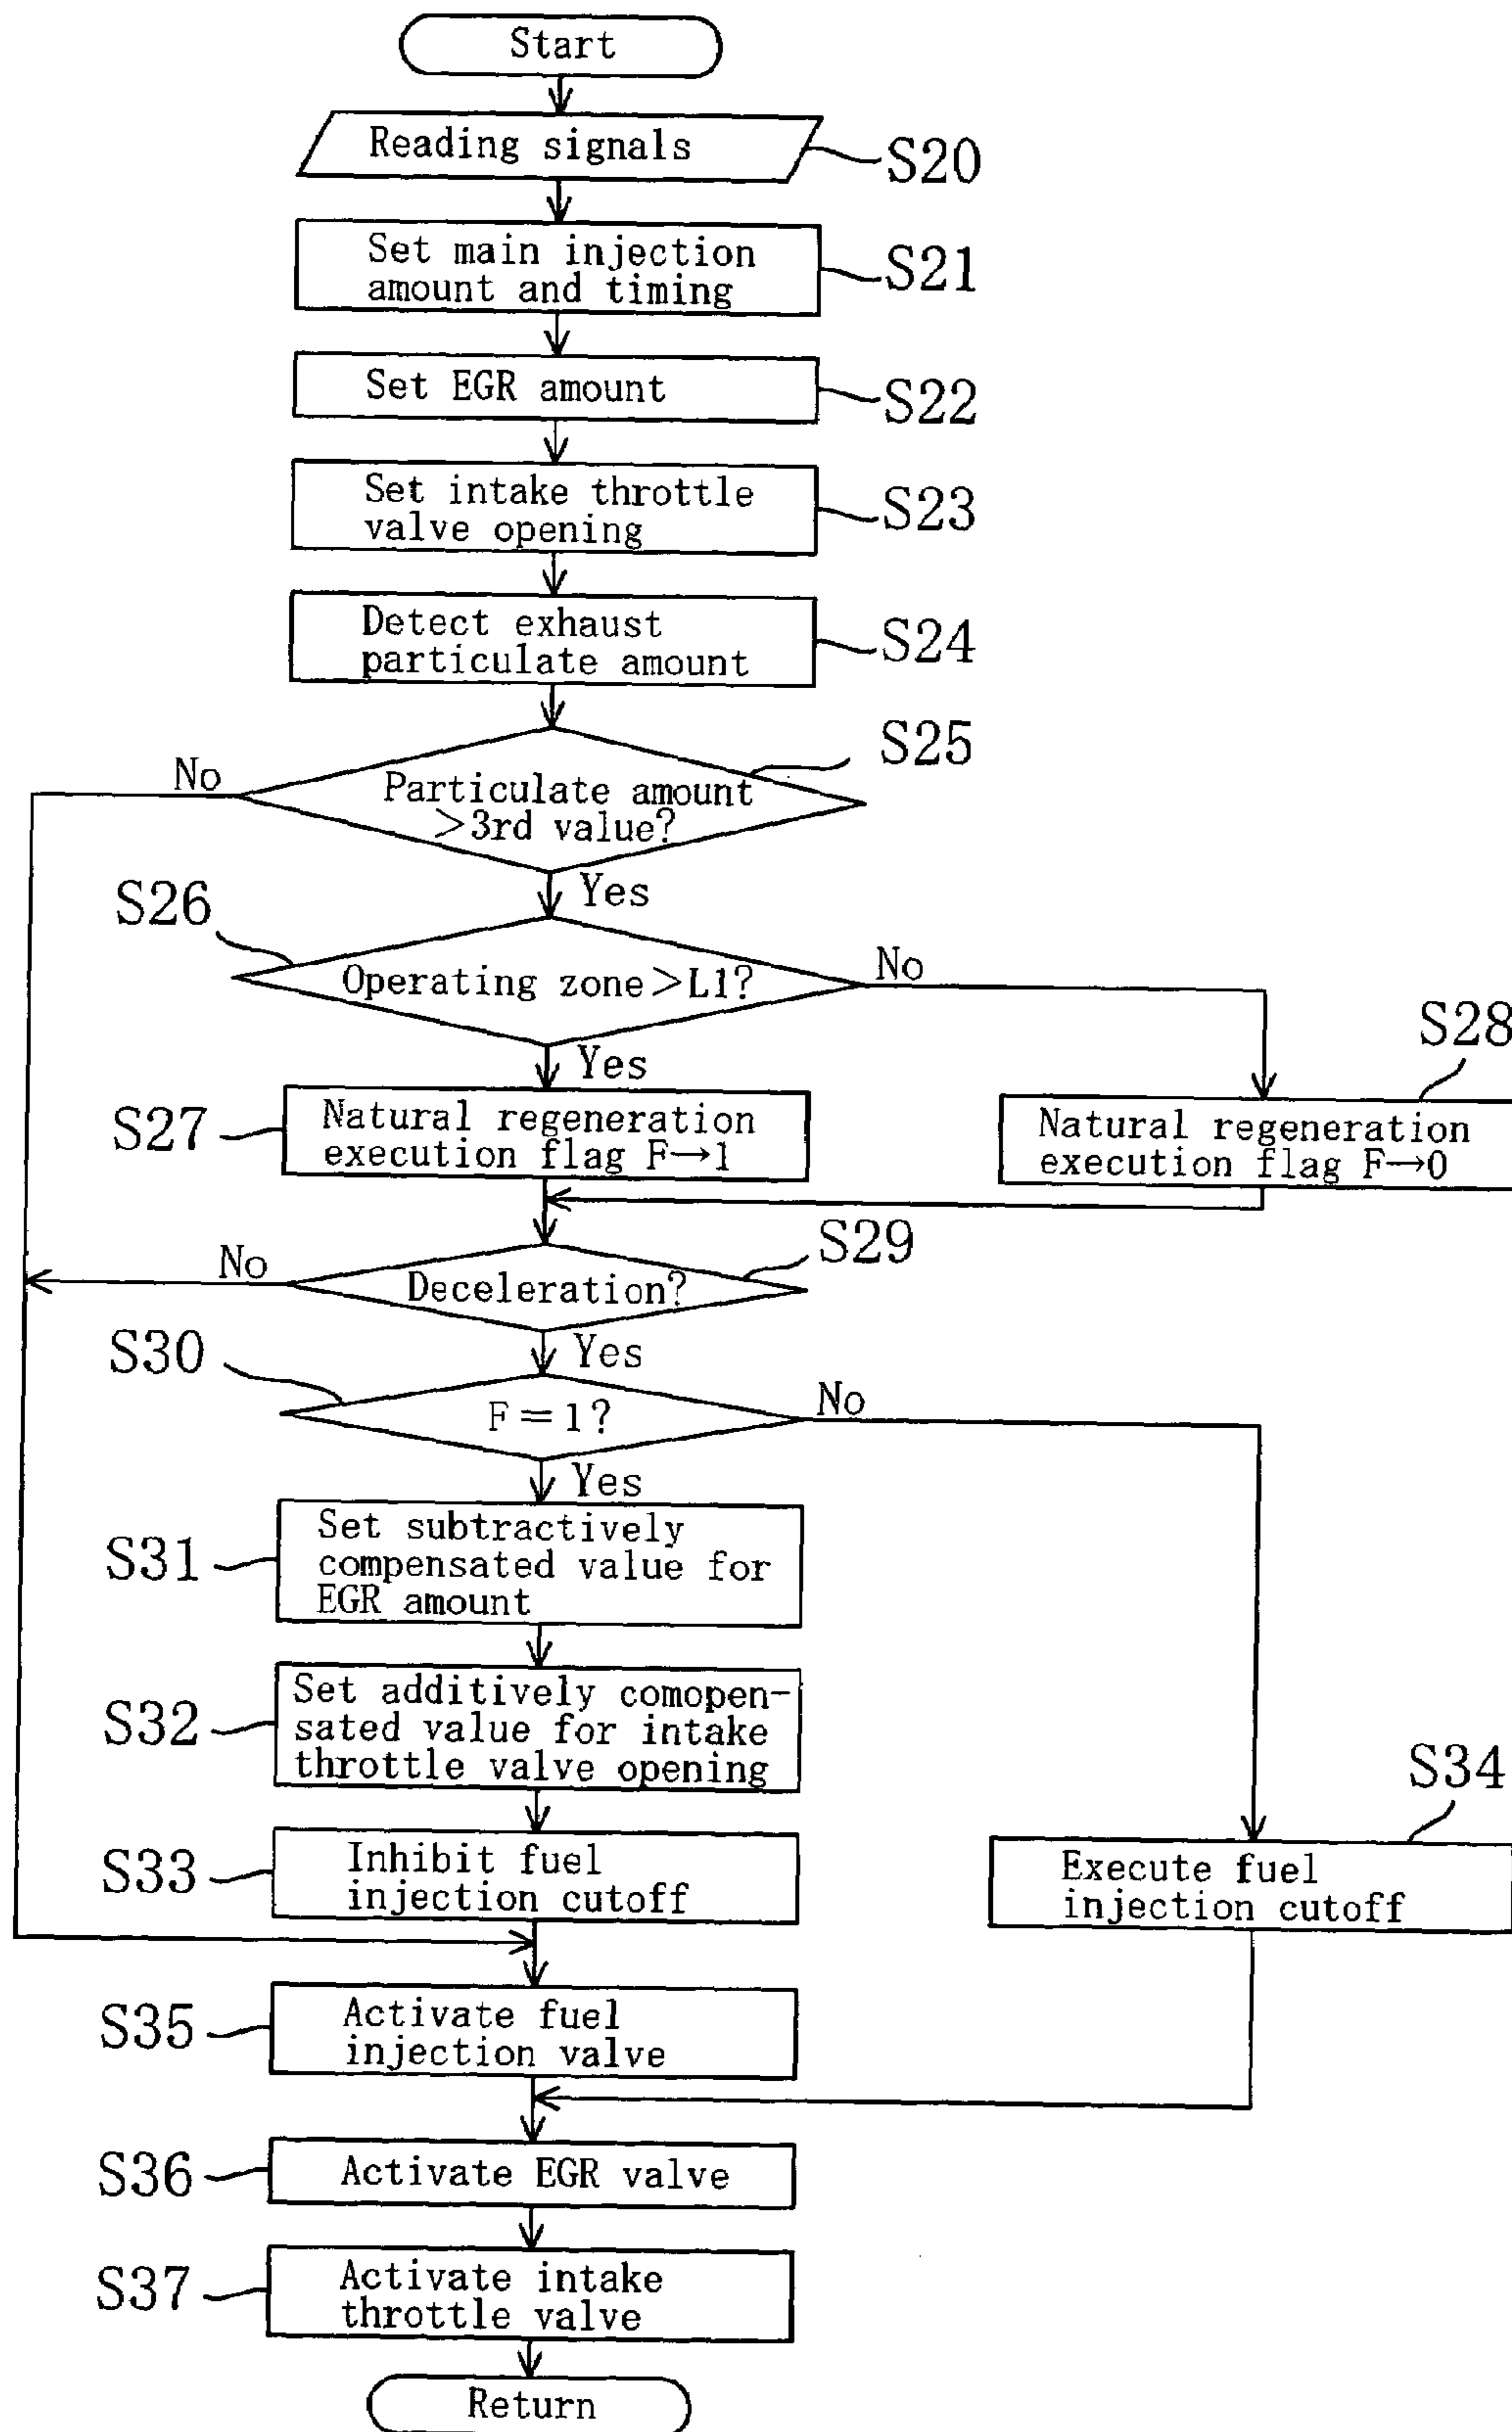 Start
Reading signals
S20
Set main injection
amount and timing
S21
Set EGR amount
S22
Set intake throttle
valve opening
S23
Detect exhaust
particulate amount
S24
S25
No
Particulate amount
>3rd value?
Yes
S26
Operating zone>L1?
No
Yes
S28
S27
Natural regeneration
execution flag F→1
Natural regeneration
execution flag F→0
S29
No
Deceleration?
Yes
S30
F=1?
No
Yes
S31
Set subtractively
compensated value for
EGR amount
S32
Set additively comopen-
sated value for intake
throttle valve opening
S34
S33
Inhibit fuel
injection cutoff
Execute fuel
injection cutoff
S35
Activate fuel
injection valve
S36
Activate EGR valve
S37
Activate intake
throttle valve
Return